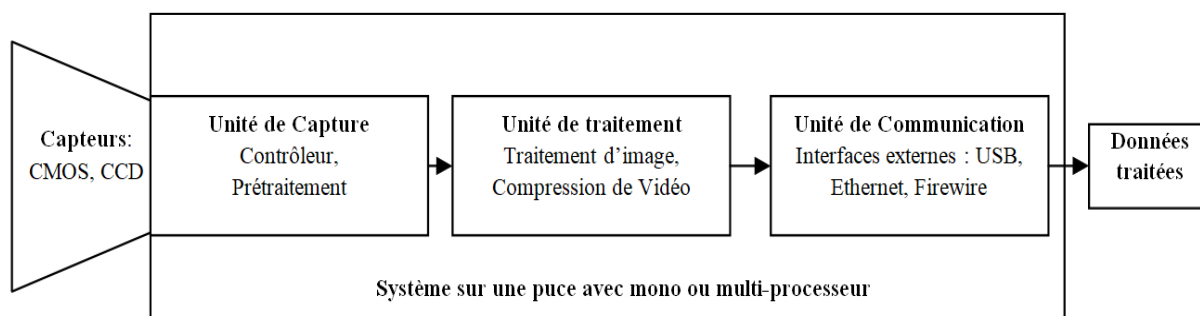 Capteurs:
CMOS, CCD
Unité de Capture
Contrôleur,
Prétraitement
Unité de traitement
Traitement d’image,
Compression de Vidéo
Unité de Communication
Interfaces externes : USB,
Ethernet, Firewire
Données
traitées
Système sur une puce avec mono ou multi-processeur